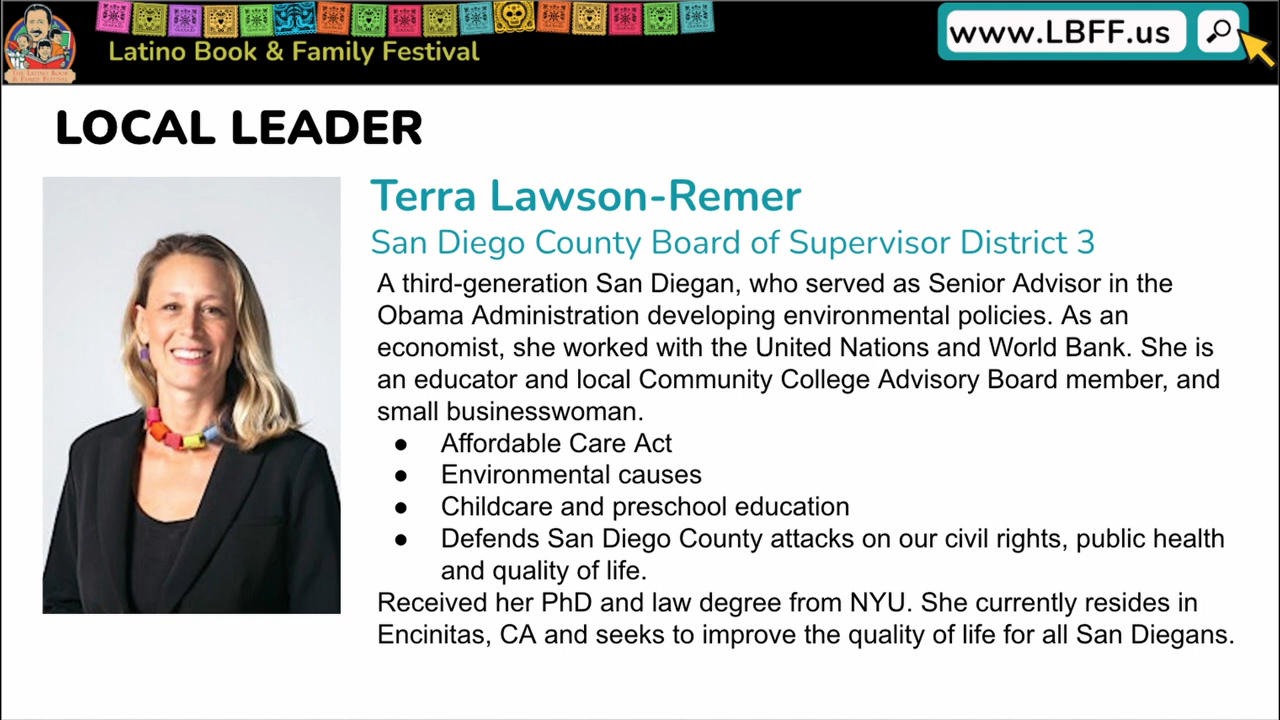 THE LATINO BOOK
& FAMILY FESTIVAL
Latino Book & Family Festival
www.LBFF.us
LOCAL LEADER
Terra Lawson-Remer
San Diego County Board of Supervisor District 3
A third-generation San Diegan, who served as Senior Advisor in the
Obama Administration developing environmental policies. As an
economist, she worked with the United Nations and World Bank. She is
an educator and local Community College Advisory Board member, and
small businesswoman.
● Affordable Care Act
● Environmental causes
● Childcare and preschool education
● Defends San Diego County attacks on our civil rights, public health
and quality of life.
Received her PhD and law degree from NYU. She currently resides in
Encinitas, CA and seeks to improve the quality of life for all San Diegans.